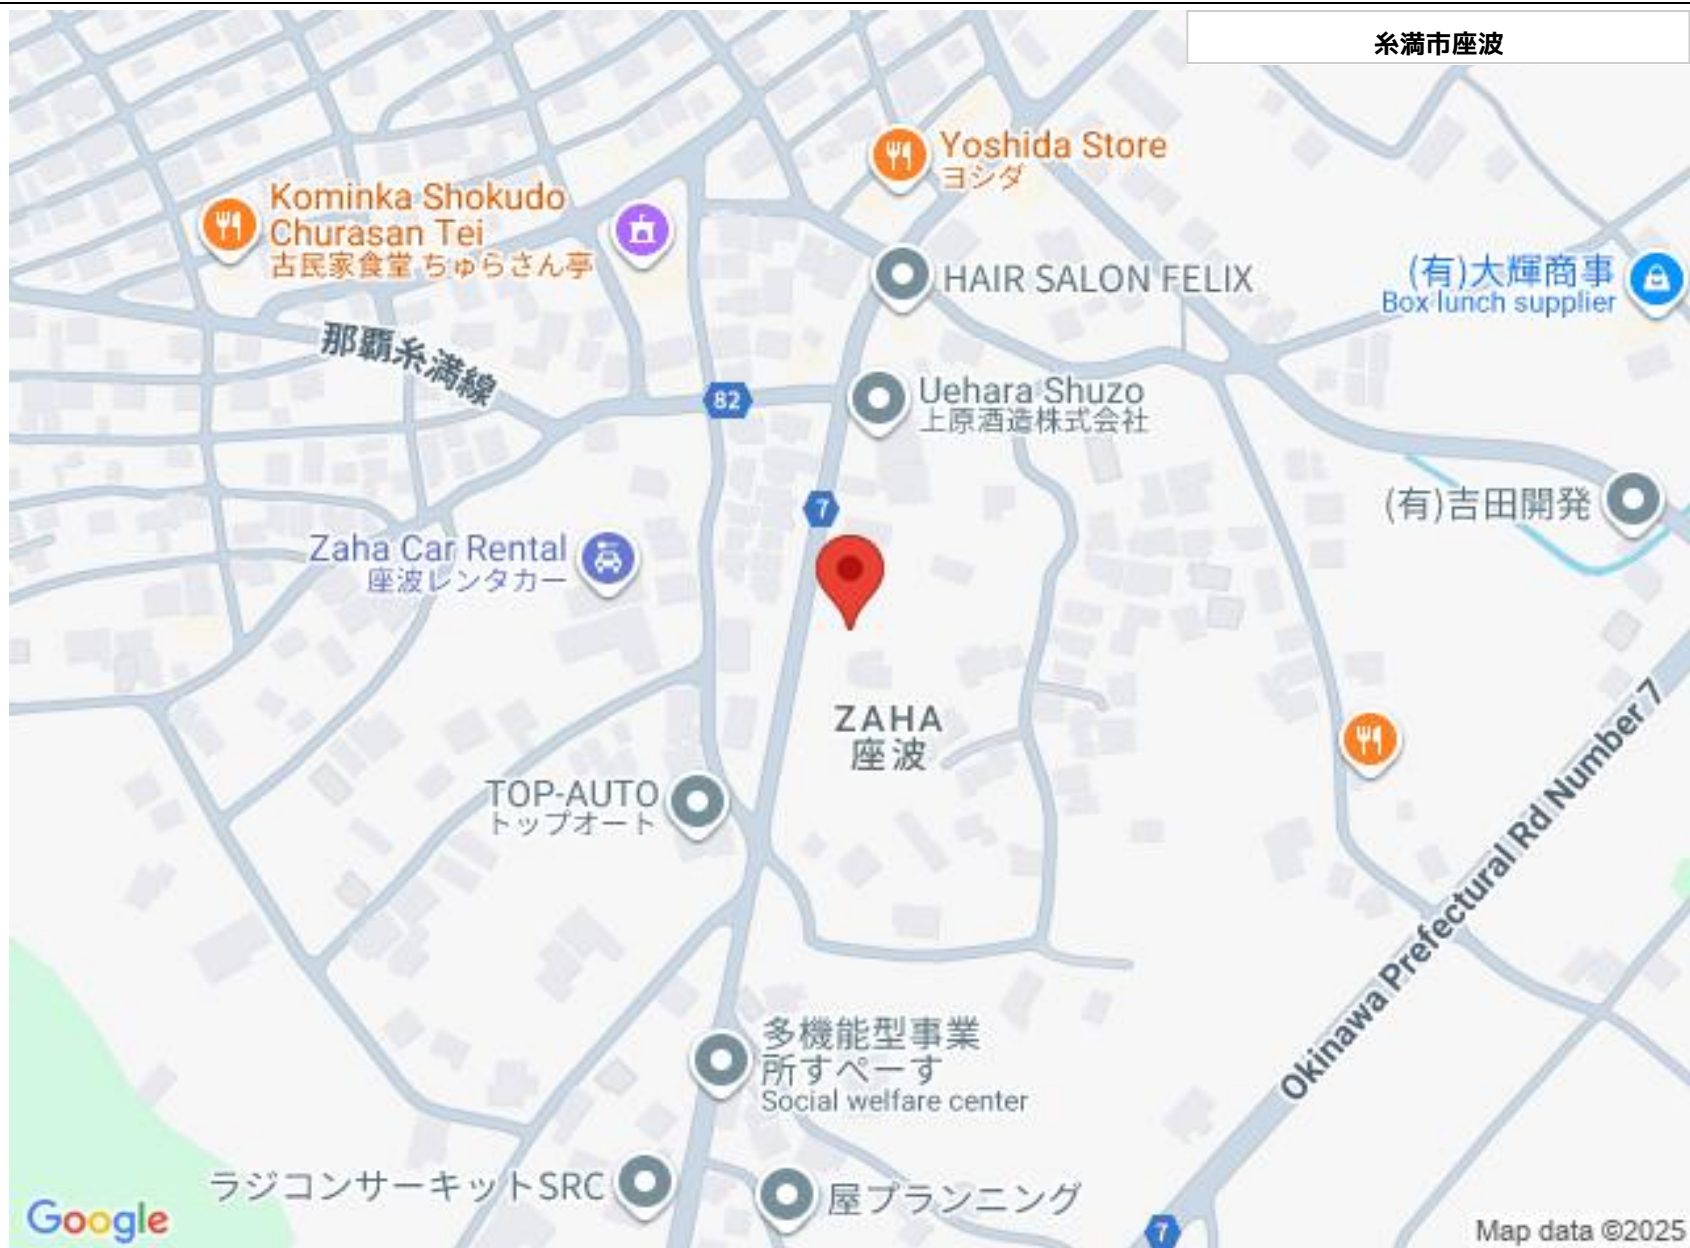 糸満市座波
Yoshida Store
ヨシダ
Kominka Shokudo
Churasan Tei
古民家食堂 ちゅらさん亭
HAIR SALON FELIX
(有)大輝商事
Box lunch supplier
那覇糸満線
82
Uehara Shuzo
上原酒造株式会社
7
(有)吉田開発
Zaha Car Rental
座波レンタカー
ZAHA
座波
TOP-AUTO
トップオート
Okinawa Prefectural Rd Number 7
多機能型事業
所すぺーす
Social welfare center
ラジコンサーキットSRC
屋プランニング
7
Google
Map data ©2025